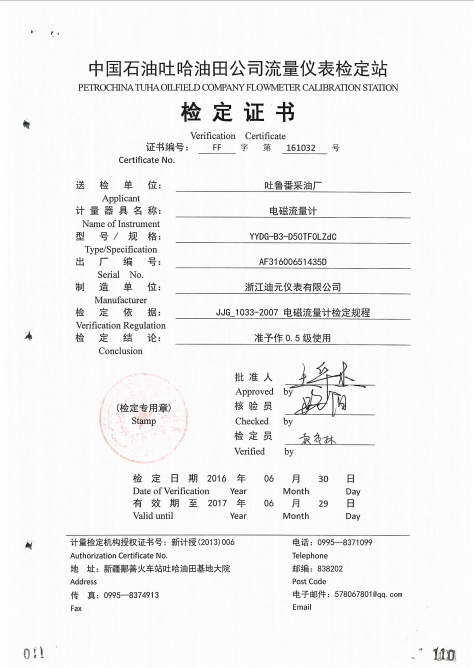 中国石油吐哈油田公司流量仪表检定站
PETROCHINA TUHA OILFIELD COMPANY FLOWMETER CALIBRATION STATION
检定证书
Verification Certificate
证书编号: FF 字 第 161032 号
Certificate No.
送检单位: 吐鲁番采油厂
Applicant
计量器具名称: 电磁流量计
Name of Instrument
型号/规格: YYDG-B3-D50TF0LZdC
Type/Specification
出厂编号: AF31600651435D
Serial No.
制造单位: 浙江迪元仪表有限公司
Manufacturer
检定依据: JJG_1033-2007 电磁流量计检定规程
Verification Regulation
检定结论: 准予作 0.5 级使用
Conclusion
批准人
Approved by
(检定专用章)
核验员
Stamp
Checked by
检定员
Verified by
检定日期 2016 年 06 月 30 日
Date of Verification Year Month Day
有效期至 2017 年 06 月 29 日
Valid until Year Month Day
计量检定机构授权证书号: 新计授(2013)006 电话: 0995—8371099
Authorization Certificate No. Telephone
地 址: 新疆鄯善火车站吐哈油田基地大院 邮编: 838202
Address Post Code
传 真: 0995—8374913 电子邮件: 578067801@qq.com
Fax Email
011 110